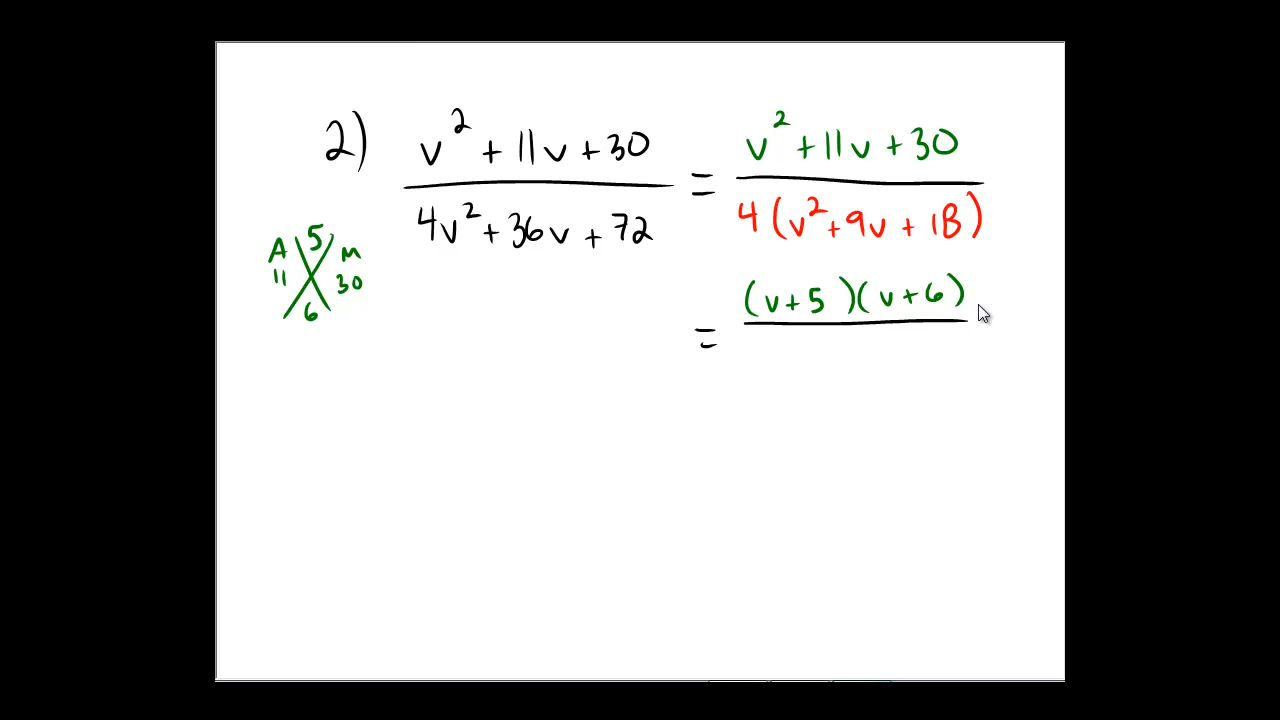 2) v² + 11v + 30 / 4v² + 36v + 72 = v² + 11v + 30 / 4(v² + 9v + 18)
A 5 M
11 30
6
= (v + 5)(v + 6)